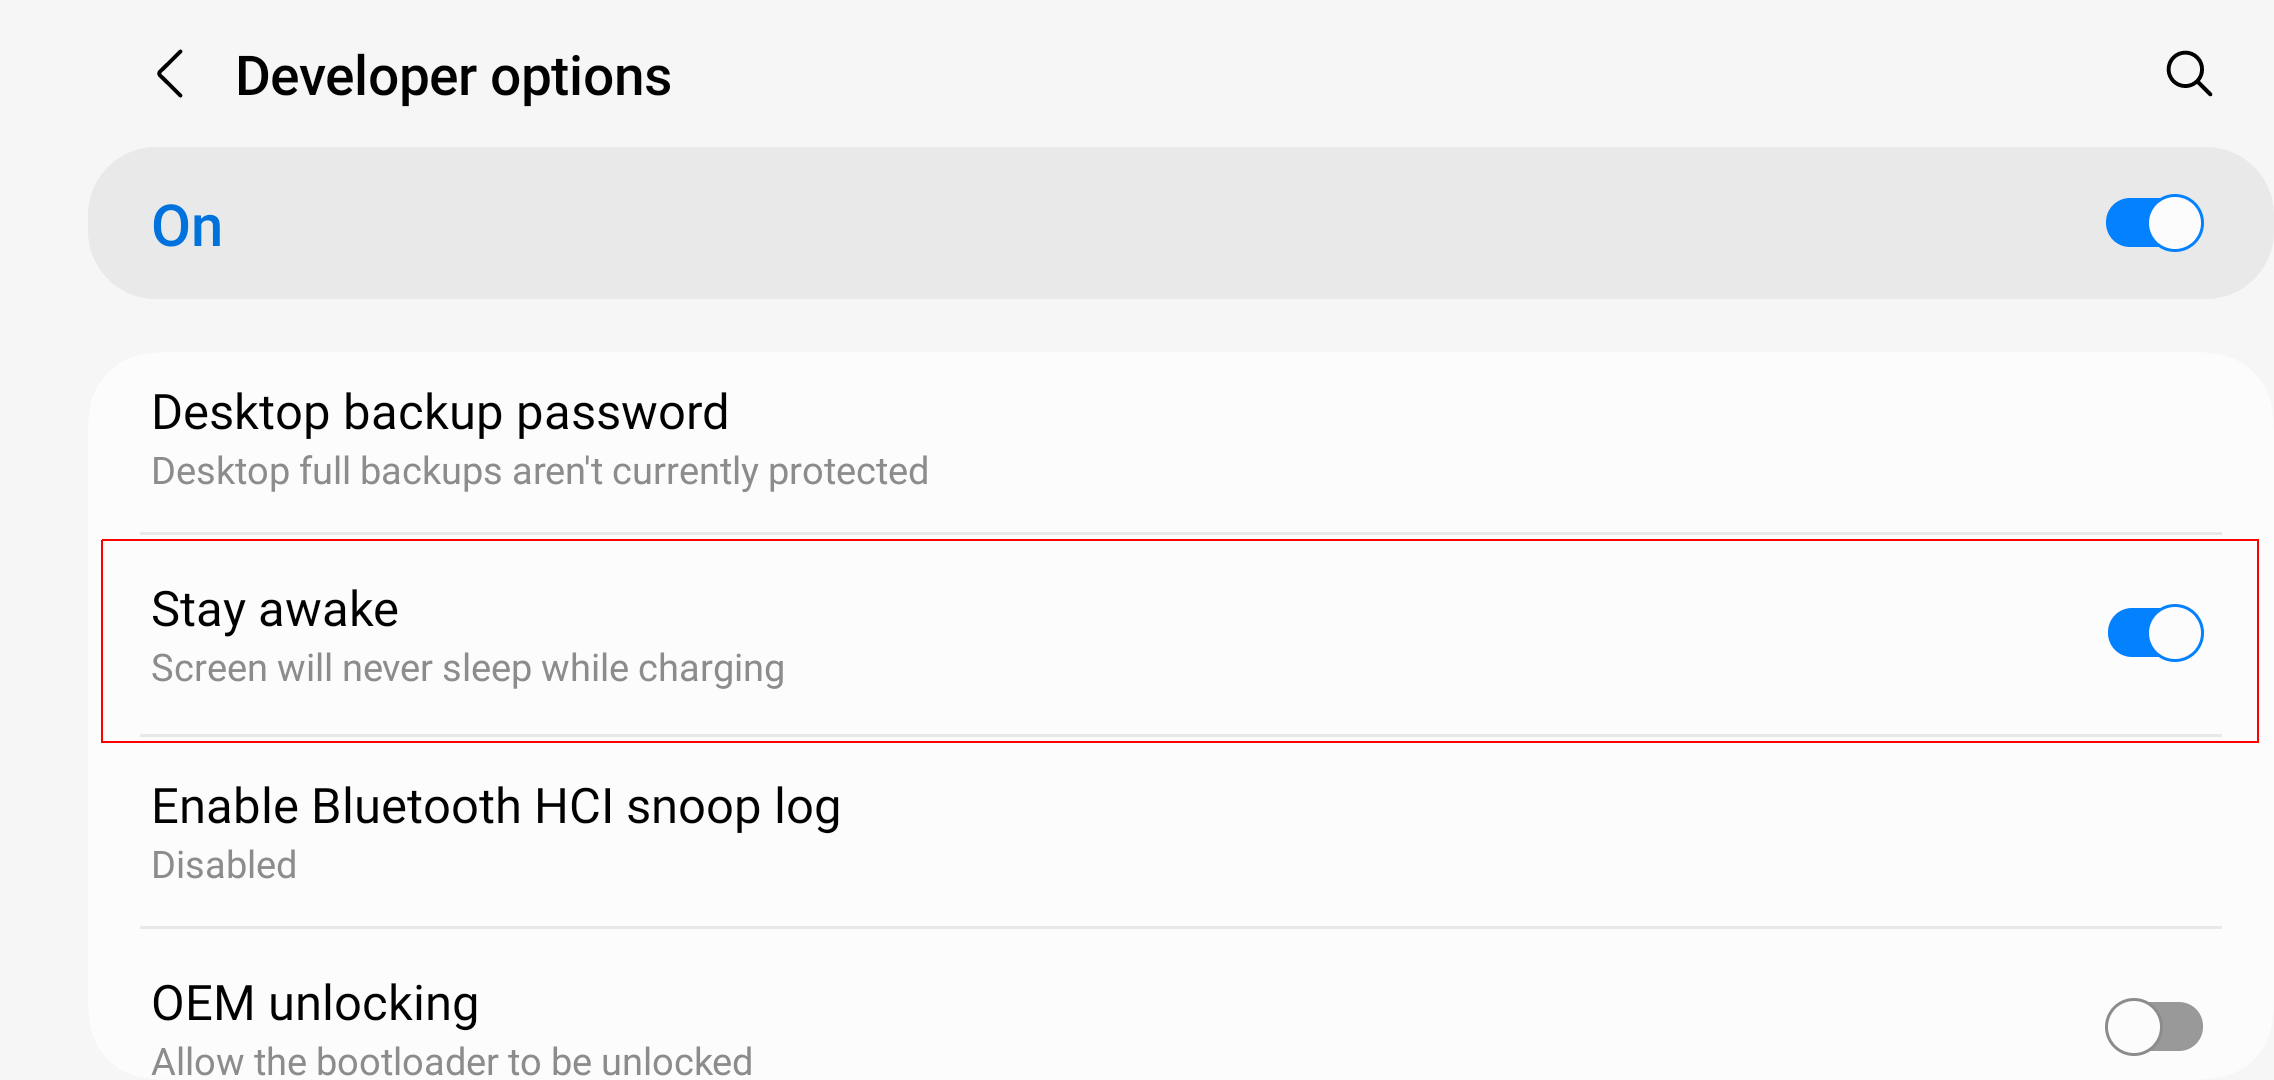 Developer options
On
Desktop backup password
Desktop full backups aren't currently protected
Stay awake
Screen will never sleep while charging
Enable Bluetooth HCI snoop log
Disabled
OEM unlocking
Allow the bootloader to be unlocked